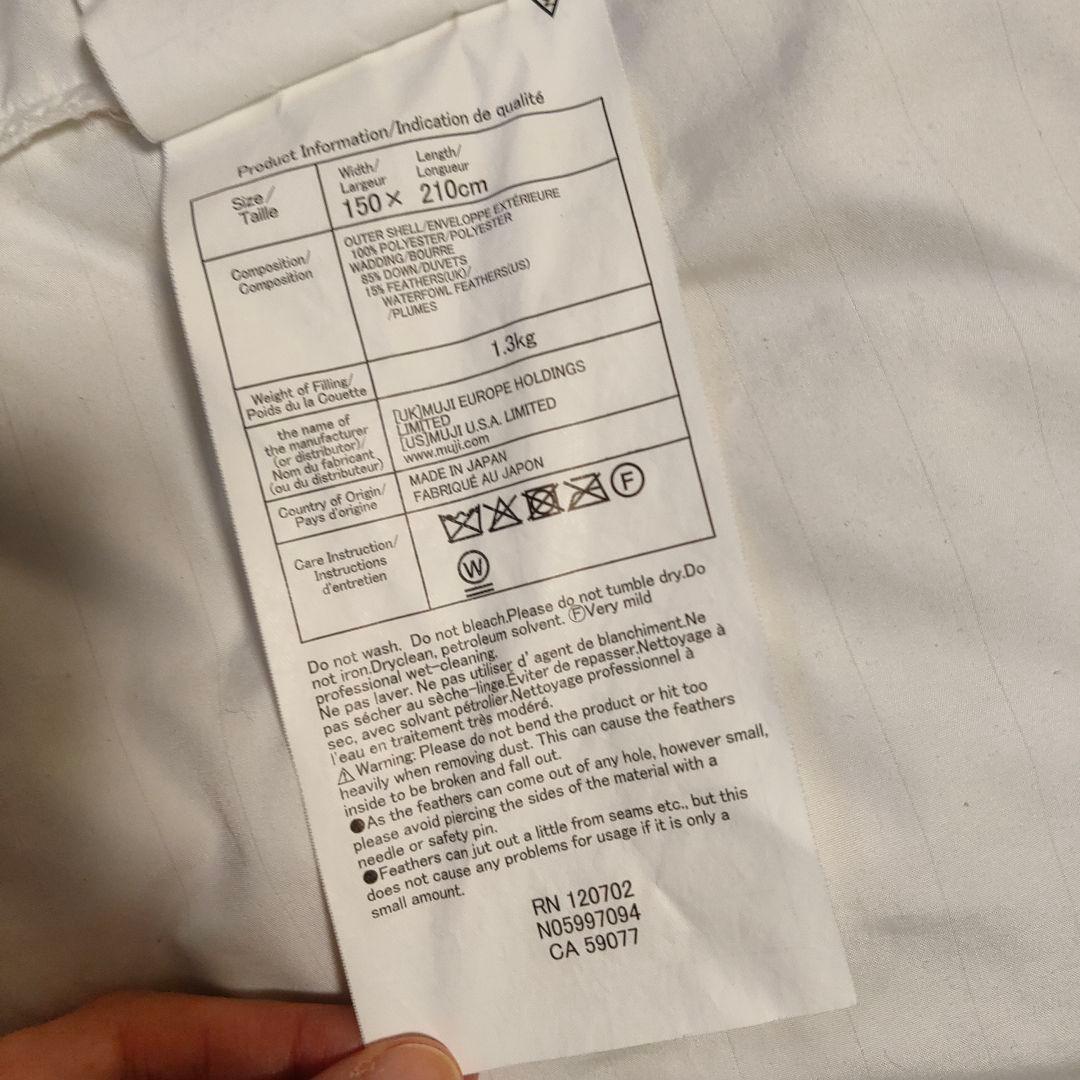 Product Information/Indication de qualité
Size/
Taille
Width/
Largeur
Length/
Longueur
150× 210cm
Composition/
Composition
OUTER SHELL/ENVELOPPE EXTÉRIEURE
100% POLYESTER/POLYESTER
WADDING/BOURRE
85% DOWN/DUVETS
15% FEATHERS(UK)/
WATERFOWL FEATHERS(US)
/PLUMES
Weight of Filling/
Poids du la Couette
1.3kg
the name of
the manufacturer
(or distributor)/
Nom du fabricant
(ou du distributeur)
[UK]MUJI EUROPE HOLDINGS
LIMITED
[US]MUJI U.S.A. LIMITED
www.muji.com
Country of Origin/
Pays d'origine
MADE IN JAPAN
FABRIQUÉ AU JAPON
Care Instruction/
Instructions
d'entretien
F
W
Do not wash. Do not bleach.Please do not tumble dry.Do
not iron.Dryclean, petroleum solvent. ⒻVery mild
professional wet-cleaning.
Ne pas laver. Ne pas utiliser d' agent de blanchiment.Ne
pas sécher au sèche-linge.Éviter de repasser.Nettoyage à
sec, avec solvant pétrolier.Nettoyage professionnel à
l'eau en traitement très modéré.
⚠ Warning: Please do not bend the product or hit too
heavily when removing dust. This can cause the feathers
inside to be broken and fall out.
●As the feathers can come out of any hole, however small,
please avoid piercing the sides of the material with a
needle or safety pin.
●Feathers can jut out a little from seams etc., but this
does not cause any problems for usage if it is only a
small amount.
RN 120702
N05997094
CA 59077